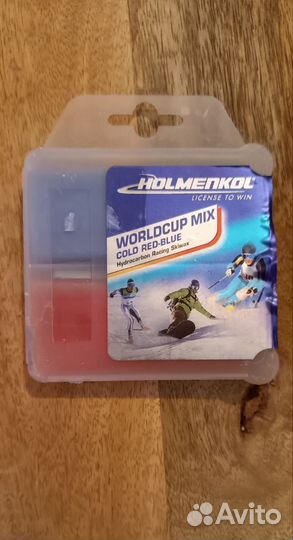 HOLMENKOL
LICENSE TO WIN
WORLDCUP MIX
COLD RED-BLUE
Hydrocarbon Racing Skiwax
Avito